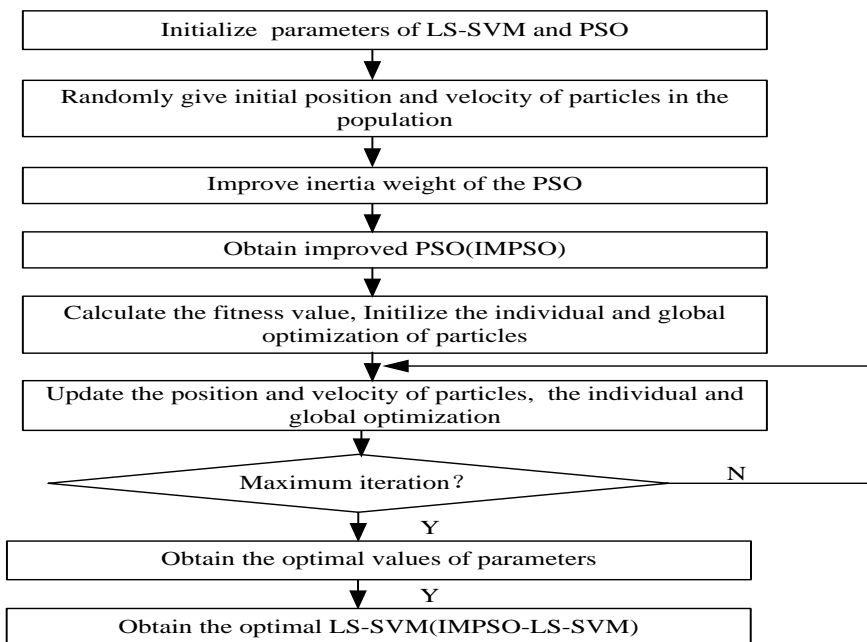 Initialize parameters of LS-SVM and PSO
Randomly give initial position and velocity of particles in the
population
Improve inertia weight of the PSO
Obtain improved PSO(IMPSO)
Calculate the fitness value, Initilize the individual and global
optimization of particles
Update the position and velocity of particles, the individual and
global optimization
Maximum iteration？
N
Y
Obtain the optimal values of parameters
Y
Obtain the optimal LS-SVM(IMPSO-LS-SVM)